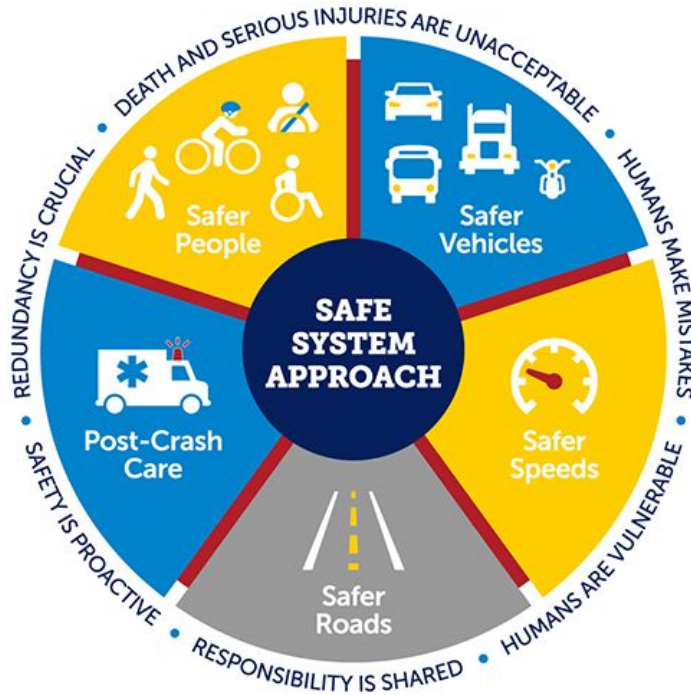 DEATH AND SERIOUS INJURIES ARE UNACCEPTABLE
HUMANS MAKE MISTAKES
HUMANS ARE VULNERABLE
RESPONSIBILITY IS SHARED
SAFETY IS PROACTIVE
REDUNDANCY IS CRUCIAL
Safer
People
Safer
Vehicles
SAFE
SYSTEM
APPROACH
Post-Crash
Care
Safer
Speeds
Safer
Roads